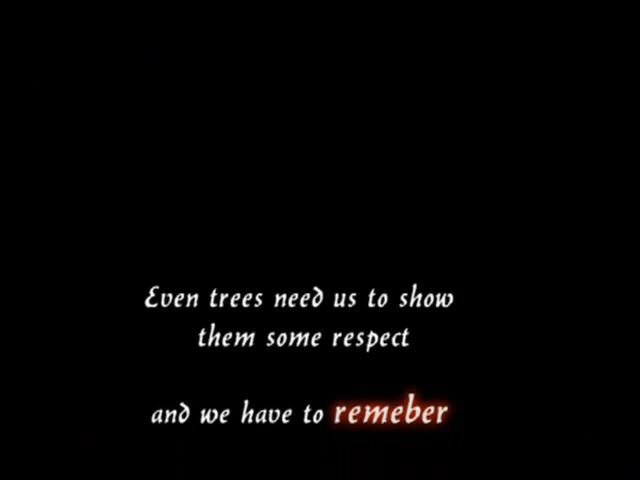 Even trees need us to show
them some respect
and we have to remeber